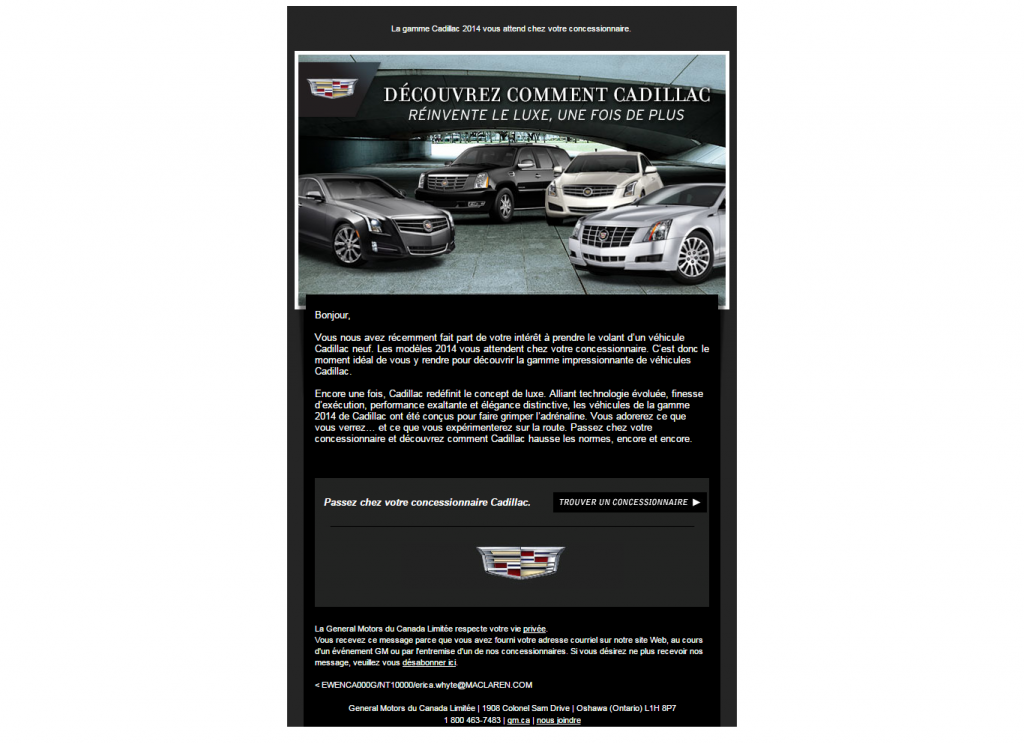 La gamme Cadillac 2014 vous attend chez votre concessionnaire.
DÉCOUVREZ COMMENT CADILLAC
RÉINVENTE LE LUXE, UNE FOIS DE PLUS
Bonjour,
Vous nous avez récemment fait part de votre intérêt à prendre le volant d'un véhicule
Cadillac neuf. Les modèles 2014 vous attendent chez votre concessionnaire. C'est donc le
moment idéal de vous y rendre pour découvrir la gamme impressionnante de véhicules
Cadillac.
Encore une fois, Cadillac redéfinit le concept de luxe. Alliant technologie évoluée, finesse
d'exécution, performance exaltante et élégance distinctive, les véhicules de la gamme
2014 de Cadillac ont été conçus pour faire grimper l'adrénaline. Vous adorerez ce que
vous verrez… et ce que vous expérimenterez sur la route. Passez chez votre
concessionnaire et découvrez comment Cadillac hausse les normes, encore et encore.
Passez chez votre concessionnaire Cadillac.
TROUVER UN CONCESSIONNAIRE ►
La General Motors du Canada Limitée respecte votre vie privée.
Vous recevez ce message parce que vous avez fourni votre adresse courriel sur notre site Web, au cours
d'un événement GM ou par l'entremise d'un de nos concessionnaires. Si vous désirez ne plus recevoir nos
message, veuillez vous désabonner ici.
< EWENCA000G/NT10000/erica.whyte@MACLAREN.COM
General Motors du Canada Limitée | 1908 Colonel Sam Drive | Oshawa (Ontario) L1H 8P7
1 800 463-7483 | gm.ca | nous joindre